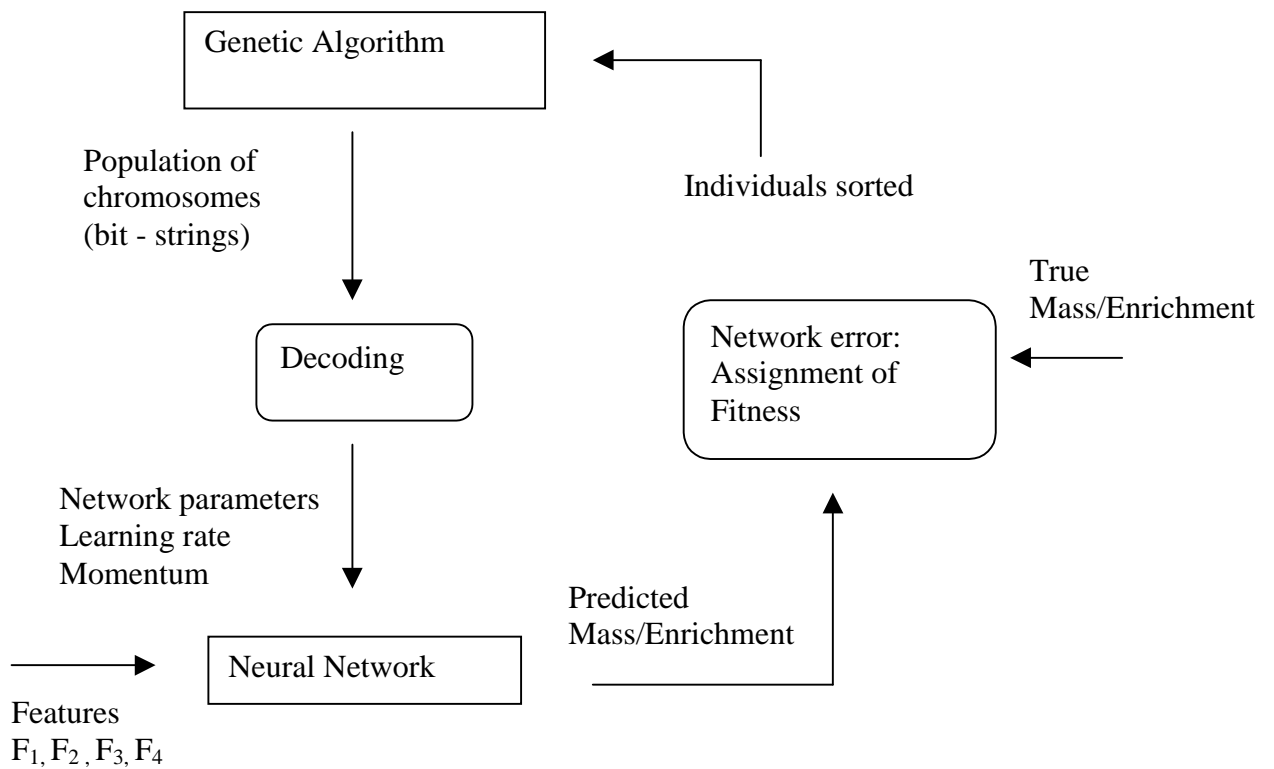 Genetic Algorithm
Population of
chromosomes
(bit - strings)
Individuals sorted
True
Mass/Enrichment
Decoding
Network error:
Assignment of
Fitness
Network parameters
Learning rate
Momentum
Predicted
Mass/Enrichment
Neural Network
Features
F1, F2 , F3, F4